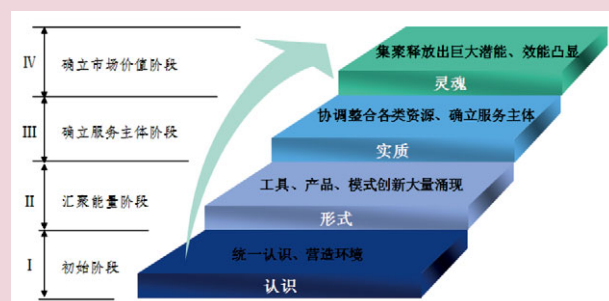 IV 确立市场价值阶段
集聚释放出巨大潜能、效能凸显
灵魂
III 确立服务主体阶段
协调整合各类资源、确立服务主体
实质
II 汇聚能量阶段
工具、产品、模式创新大量涌现
形式
I 初始阶段
统一认识、营造环境
认识